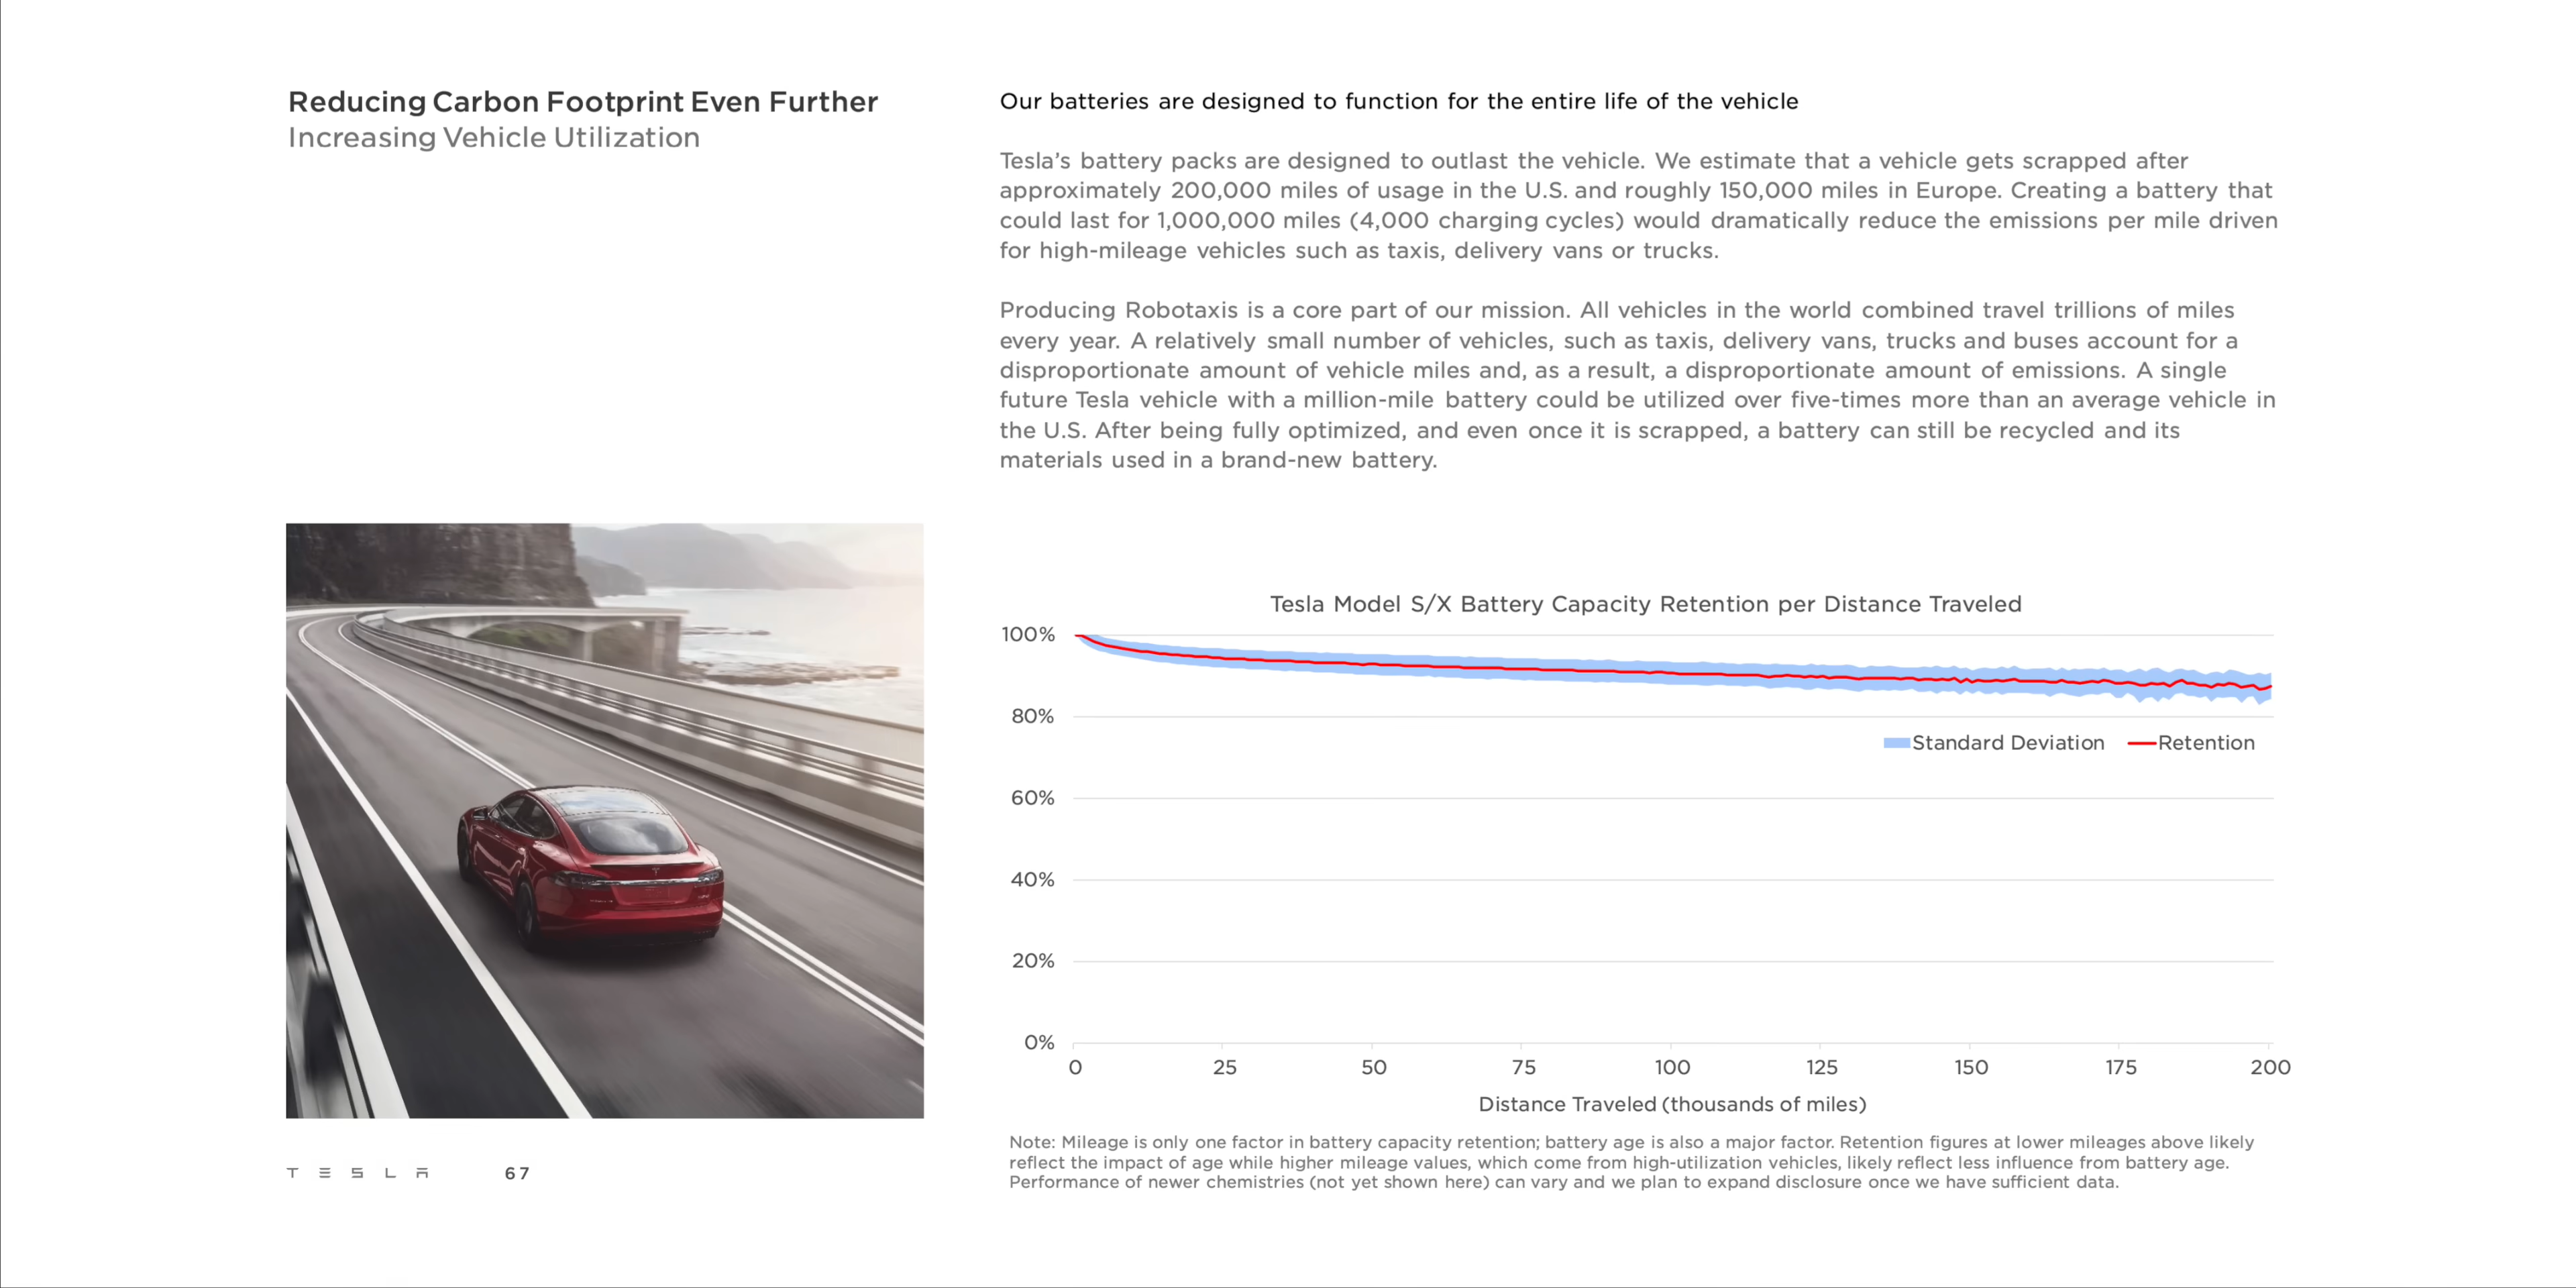 Reducing Carbon Footprint Even Further
Increasing Vehicle Utilization
Our batteries are designed to function for the entire life of the vehicle
Tesla's battery packs are designed to outlast the vehicle. We estimate that a vehicle gets scrapped after
approximately 200,000 miles of usage in the U.S. and roughly 150,000 miles in Europe. Creating a battery that
could last for 1,000,000 miles (4,000 charging cycles) would dramatically reduce the emissions per mile driven
for high-mileage vehicles such as taxis, delivery vans or trucks.
Producing Robotaxis is a core part of our mission. All vehicles in the world combined travel trillions of miles
every year. A relatively small number of vehicles, such as taxis, delivery vans, trucks and buses account for a
disproportionate amount of vehicle miles and, as a result, a disproportionate amount of emissions. A single
future Tesla vehicle with a million-mile battery could be utilized over five-times more than an average vehicle in
the U.S. After being fully optimized, and even once it is scrapped, a battery can still be recycled and its
materials used in a brand-new battery.
Tesla Model S/X Battery Capacity Retention per Distance Traveled
100%
80%
Standard Deviation Retention
60%
40%
20%
0%
0 25 50 75 100 125 150 175 200
Distance Traveled (thousands of miles)
Note: Mileage is only one factor in battery capacity retention; battery age is also a major factor. Retention figures at lower mileages above likely
reflect the impact of age while higher mileage values, which come from high-utilization vehicles, likely reflect less influence from battery age.
Performance of newer chemistries (not yet shown here) can vary and we plan to expand disclosure once we have sufficient data.
TESLA 67